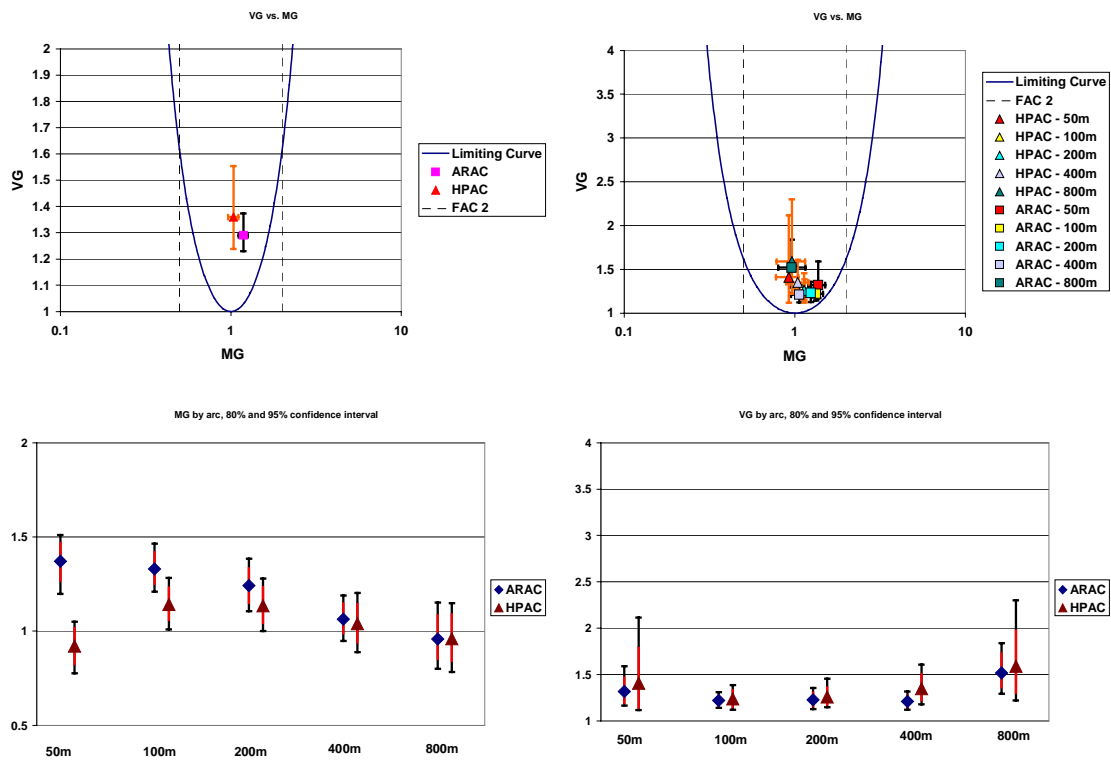 VG vs. MG
2
1.9
1.8
1.7
1.6
1.5
1.4
1.3
1.2
1.1
1
VG
0.1
1
10
MG
Limiting Curve
ARAC
HPAC
FAC 2
VG vs. MG
4
3.5
3
2.5
2
1.5
1
VG
0.1
1
10
MG
Limiting Curve
FAC 2
HPAC - 50m
HPAC - 100m
HPAC - 200m
HPAC - 400m
HPAC - 800m
ARAC - 50m
ARAC - 100m
ARAC - 200m
ARAC - 400m
ARAC - 800m
MG by arc, 80% and 95% confidence interval
2
1.5
1
0.5
50m
100m
200m
400m
800m
ARAC
HPAC
VG by arc, 80% and 95% confidence interval
4
3.5
3
2.5
2
1.5
1
50m
100m
200m
400m
800m
ARAC
HPAC